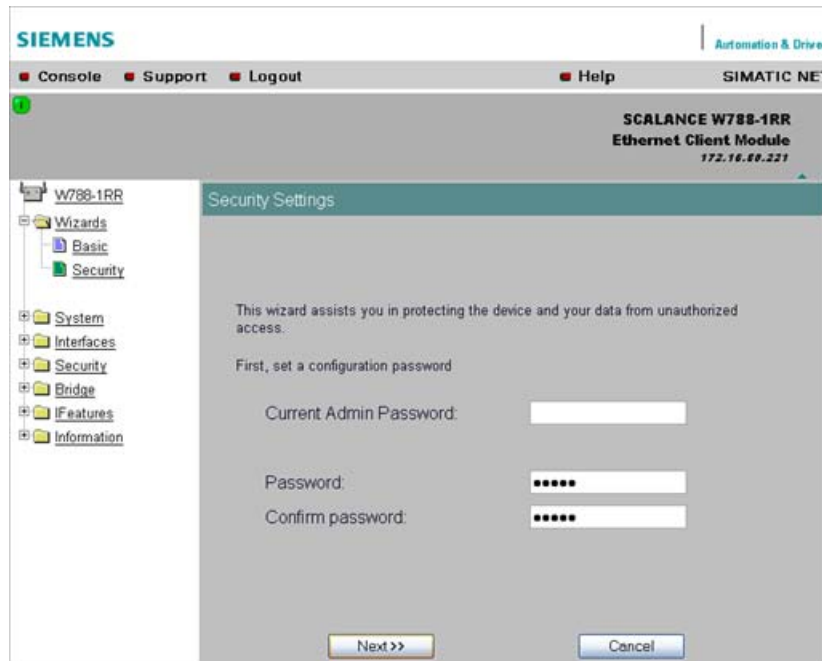 SIEMENS
Automation & Drive
Console Support Logout Help SIMATIC NET
SCALANCE W788-1RR
Ethernet Client Module
172.16.60.221
W788-1RR
Security Settings
Wizards
Basic
Security
System
Interfaces
Security
Bridge
IFeatures
Information
This wizard assists you in protecting the device and your data from unauthorized
access.
First, set a configuration password
Current Admin Password:
Password: •••••
Confirm password: •••••
Next>>
Cancel